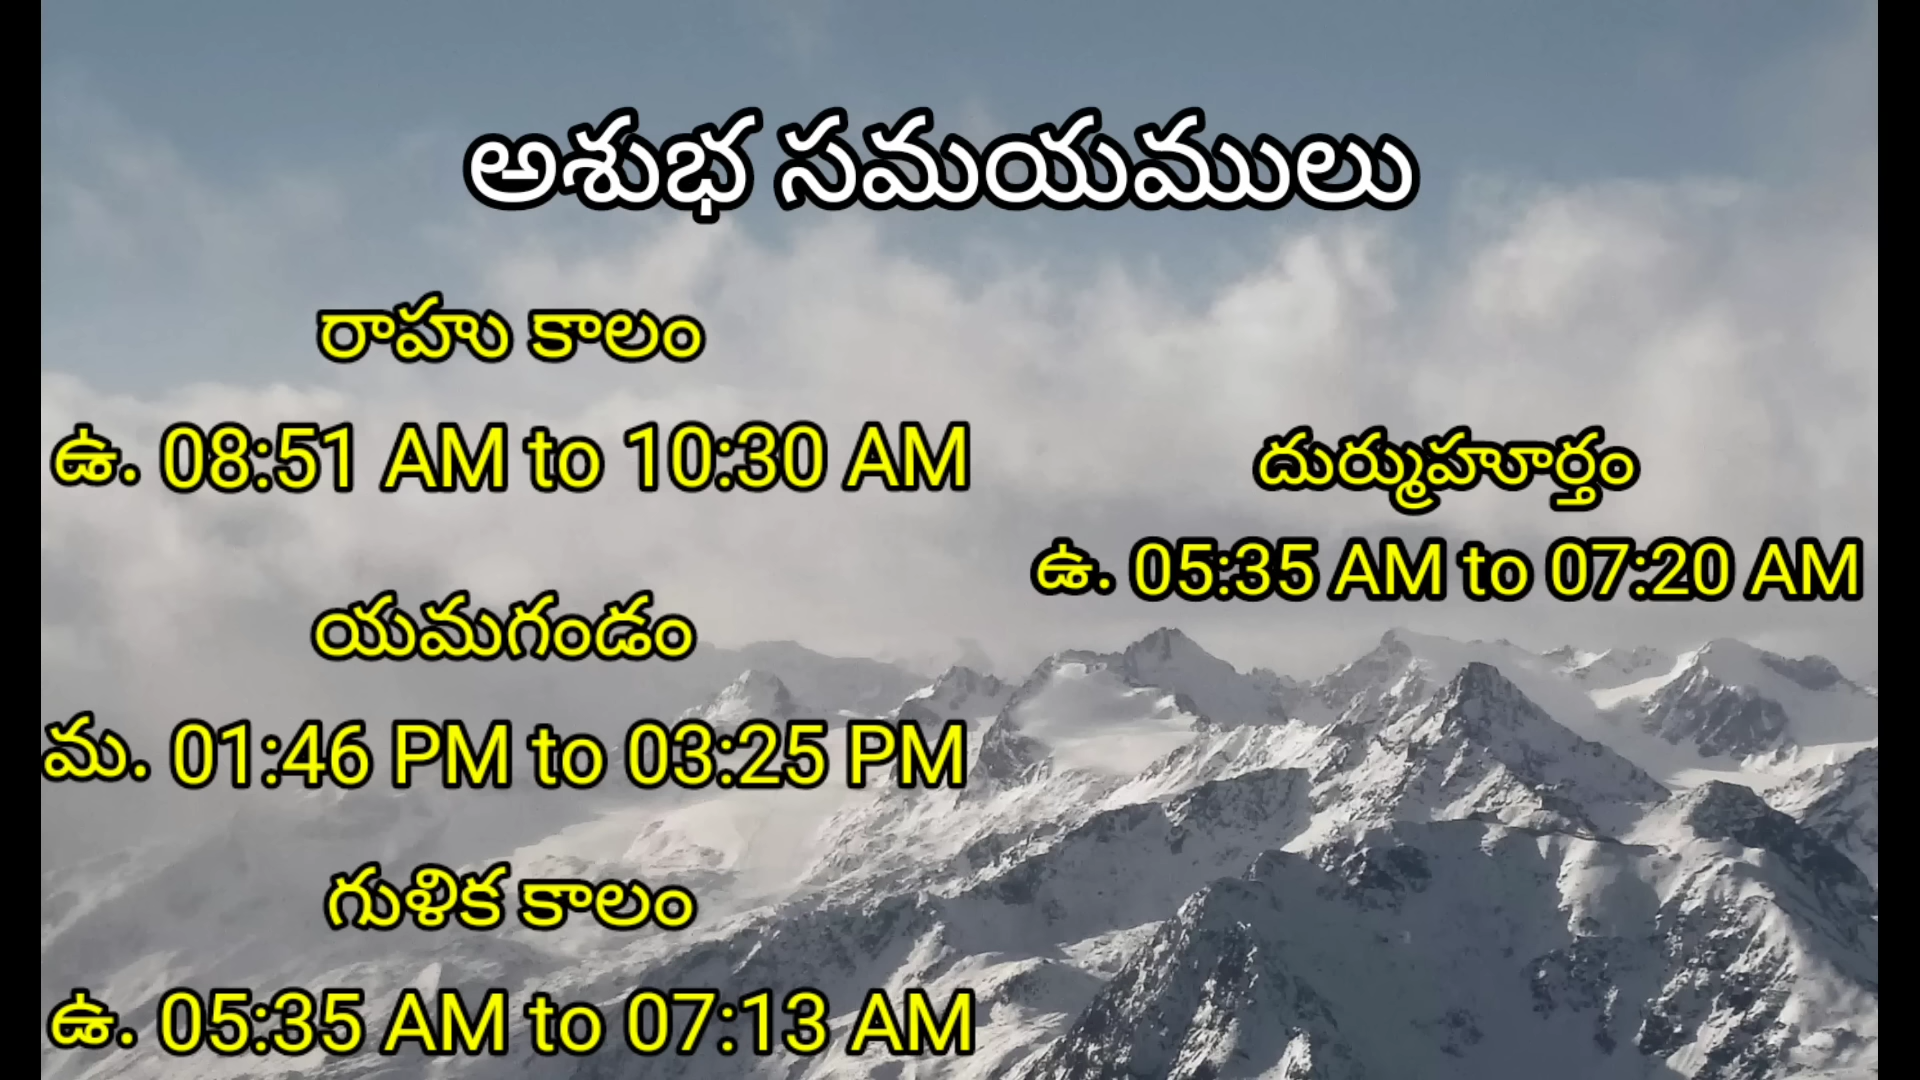 అశుభ సమయములు
రాహు కాలం
ఉ. 08:51 AM to 10:30 AM
యమగండం
మ. 01:46 PM to 03:25 PM
గుళిక కాలం
ఉ. 05:35 AM to 07:13 AM
దుర్ముహూర్తం
ఉ. 05:35 AM to 07:20 AM